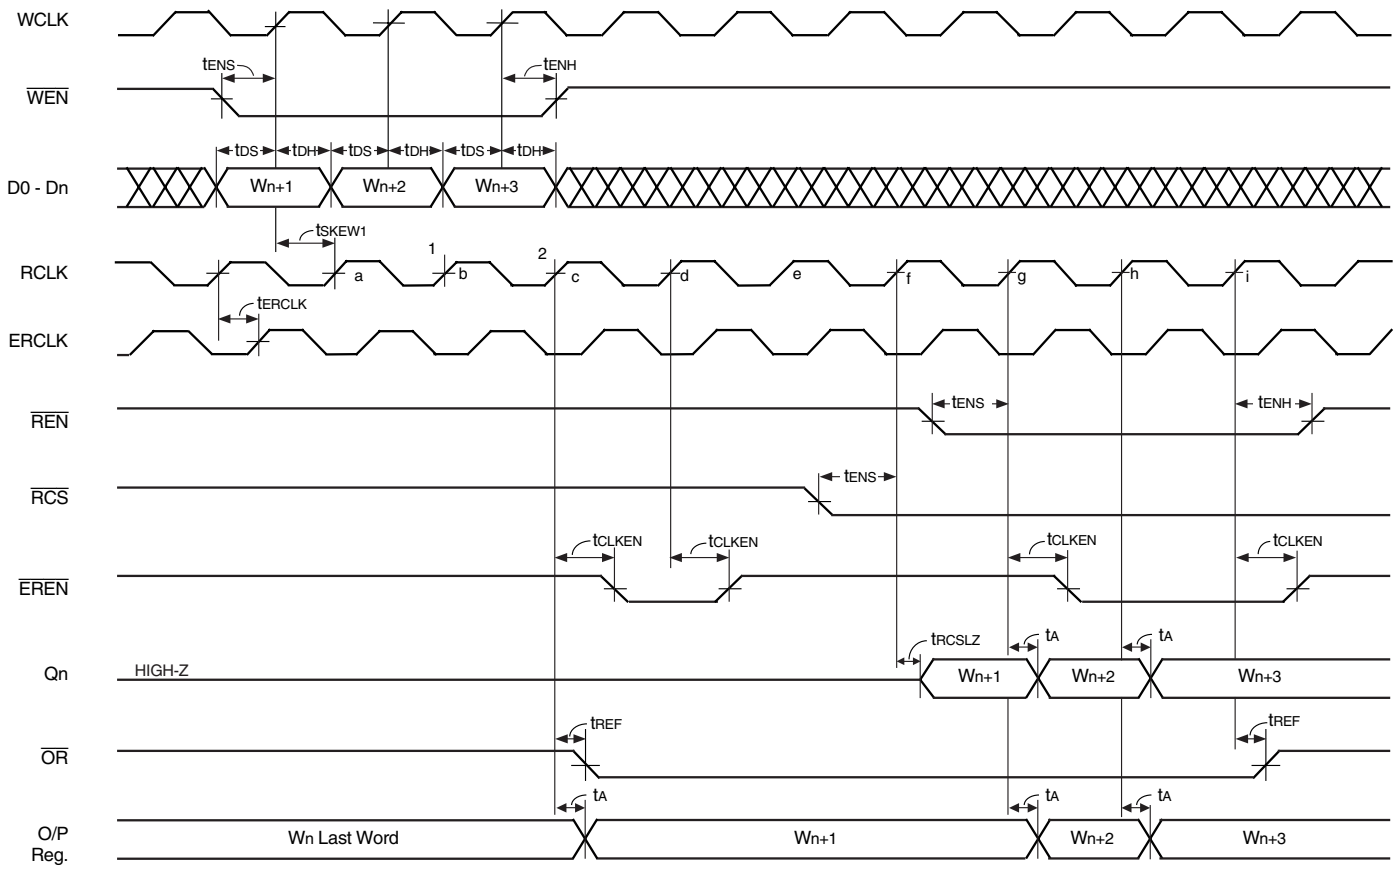 WCLK
tENS
tENH
WEN
tDS tDH tDS tDH tDS tDH
D0 - Dn
Wn+1 Wn+2 Wn+3
tSKEW1
1 2
RCLK
a b c d e f g h i
tERCLK
ERCLK
REN
tENS tENH
RCS
tENS
tCLKEN tCLKEN tCLKEN tCLKEN
EREN
tRCSLZ tA tA
Qn
HIGH-Z
Wn+1 Wn+2 Wn+3
tREF tREF
OR
tA tA tA
O/P
Reg.
Wn Last Word Wn+1 Wn+2 Wn+3